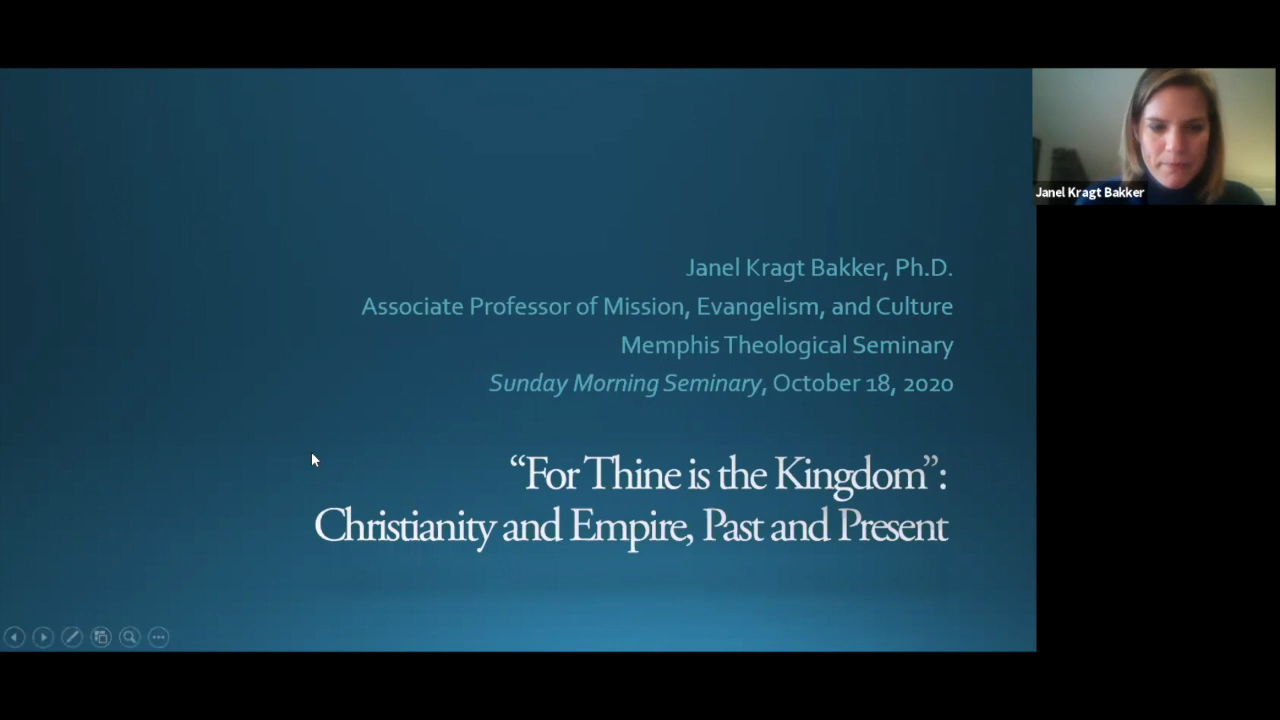 Janel Kragt Bakker, Ph.D.
Associate Professor of Mission, Evangelism, and Culture
Memphis Theological Seminary
Sunday Morning Seminary, October 18, 2020
“For Thine is the Kingdom”:
Christianity and Empire, Past and Present
Janel Kragt Bakker